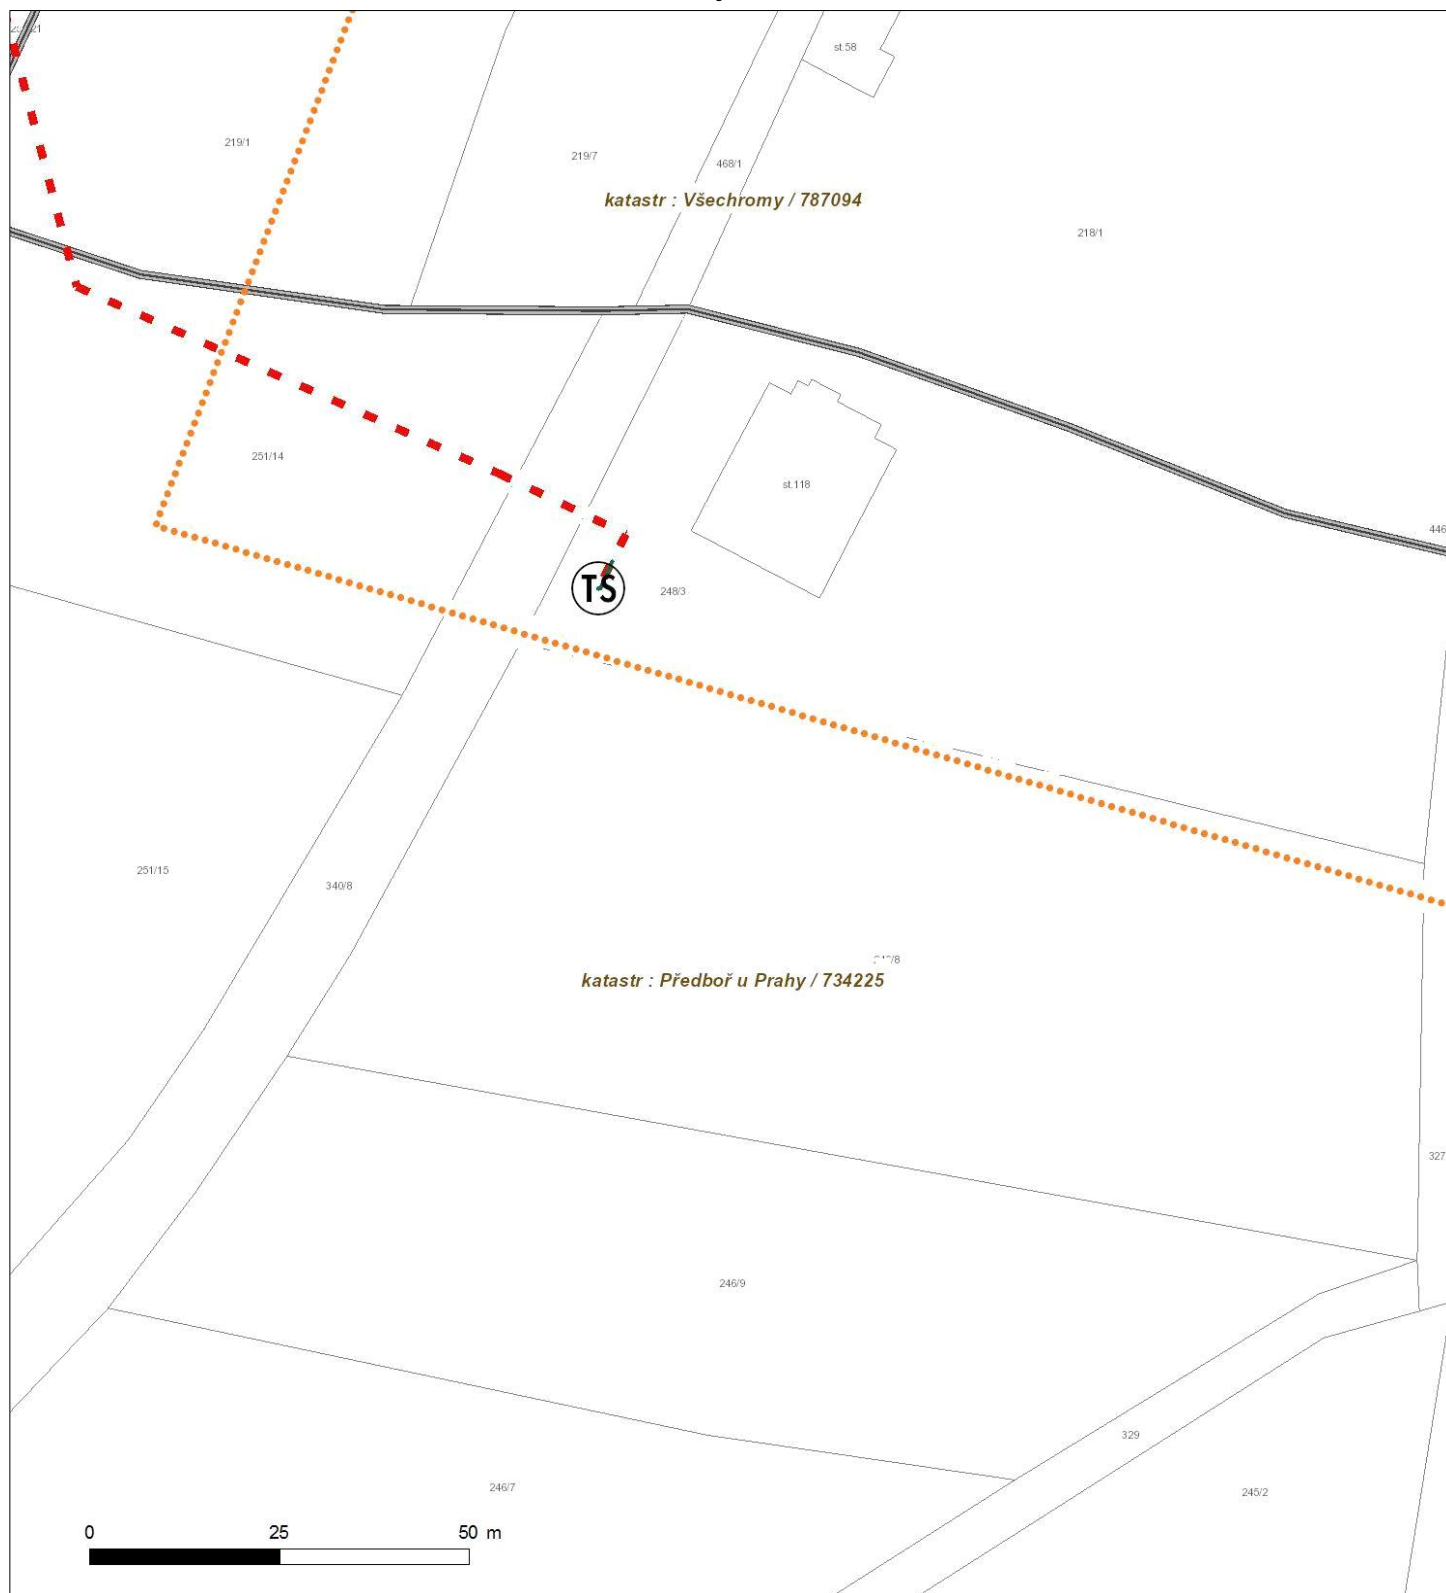 st.58
219/1
219/7
468/1
katastr : Všechromy / 787094
218/1
251/14
st.118
446
TS
248/3
251/15
340/8
katastr : Předboř u Prahy / 734225
327
246/9
329
246/7
245/2
0 25 50 m